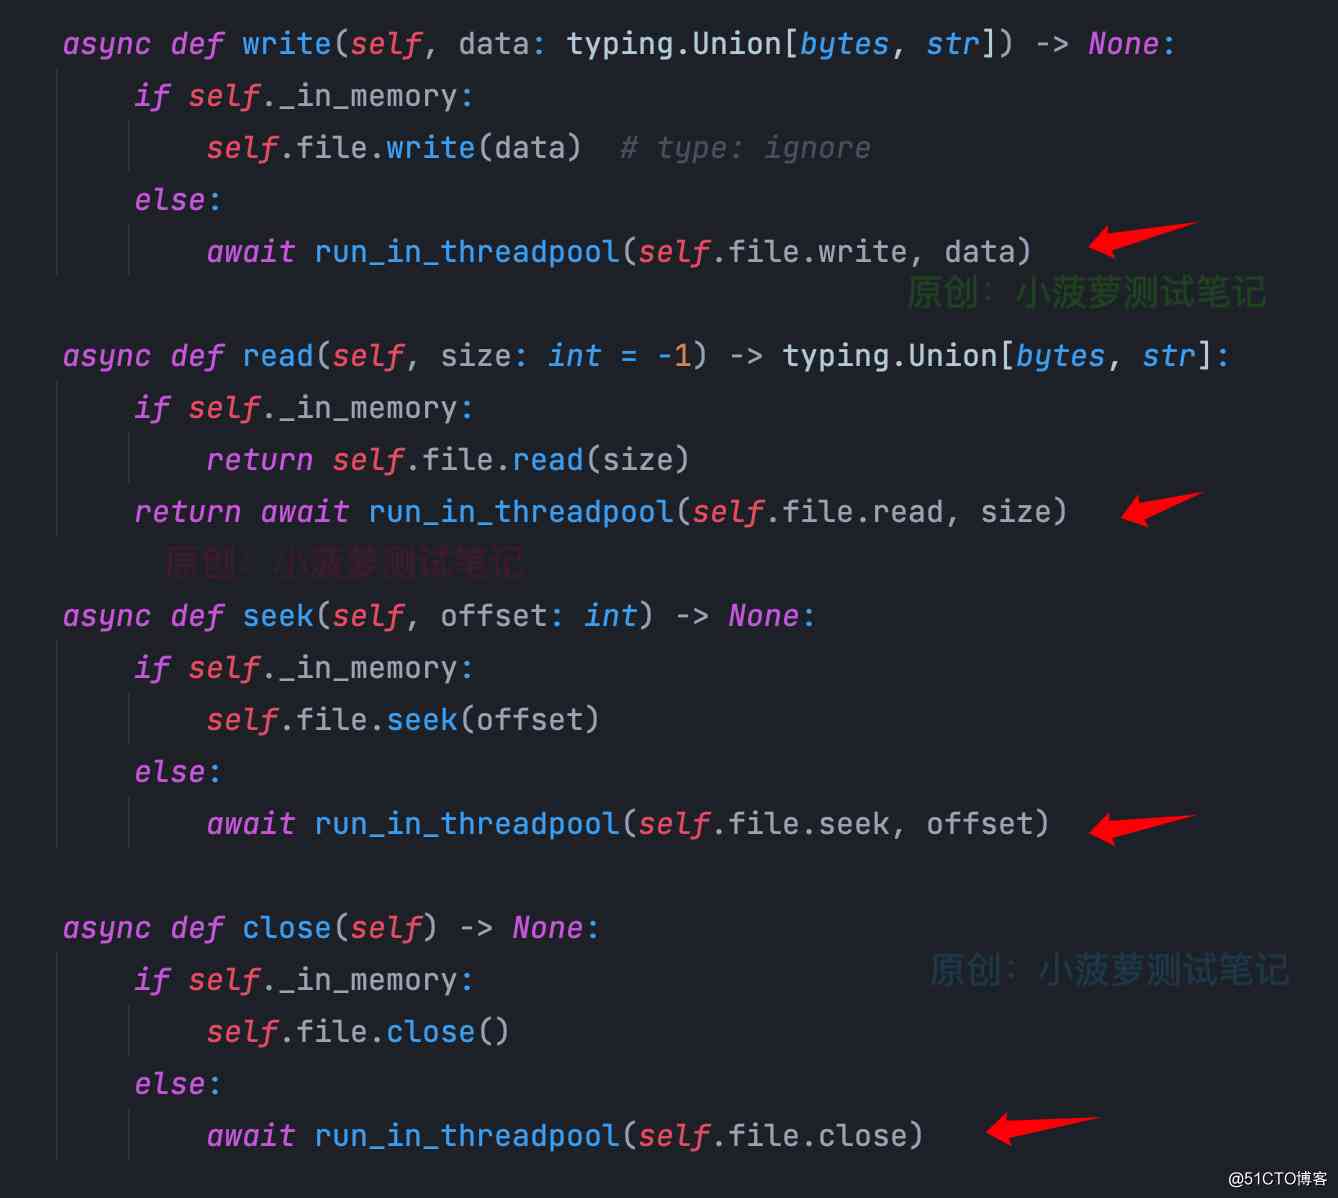 async def write(self, data: typing.Union[bytes, str]) -> None:
    if self._in_memory:
        self.file.write(data)  # type: ignore
    else:
        await run_in_threadpool(self.file.write, data)
原创：小菠萝测试笔记
async def read(self, size: int = -1) -> typing.Union[bytes, str]:
    if self._in_memory:
        return self.file.read(size)
    return await run_in_threadpool(self.file.read, size)
原创：小菠萝测试笔记
async def seek(self, offset: int) -> None:
    if self._in_memory:
        self.file.seek(offset)
    else:
        await run_in_threadpool(self.file.seek, offset)
async def close(self) -> None:
原创：小菠萝测试笔记
    if self._in_memory:
        self.file.close()
    else:
        await run_in_threadpool(self.file.close)
@51CTO博客